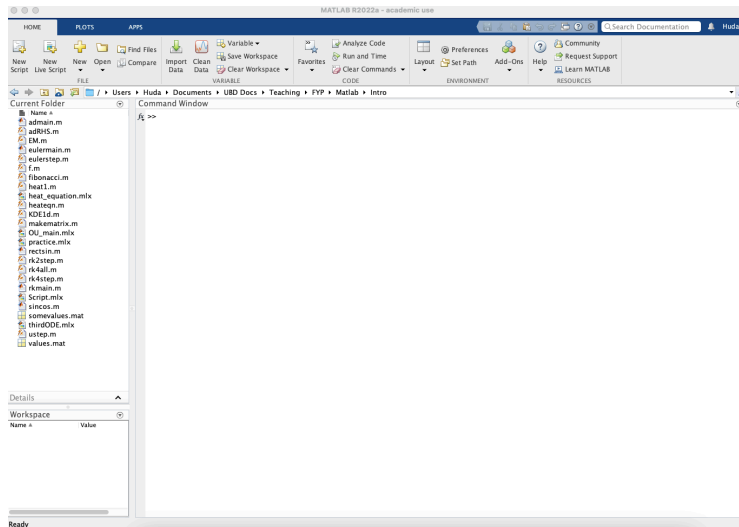 MATLAB R2022a - academic use
HOME PLOTS APPS
Search Documentation Huda
New Script
New Live Script
New
Open
Find Files
Compare
FILE
Import Data
Clean Data
Variable
Save Workspace
Clear Workspace
VARIABLE
Favorites
Analyze Code
Run and Time
Clear Commands
CODE
Layout
Preferences
Set Path
Add-Ons
ENVIRONMENT
Help
Community
Request Support
Learn MATLAB
RESOURCES
/ Users Huda Documents UBD Docs Teaching FYP Matlab Intro
Current Folder
Name
admain.m
adRHS.m
EM.m
eulermain.m
eulerstep.m
f.m
fibonacci.m
heat1.m
heat_equation.mlx
heateqn.m
KDE1d.m
makematrix.m
OU_main.mlx
practice.mlx
rectsin.m
rk2step.m
rk4all.m
rk4step.m
rkmain.m
Script.mlx
sincos.m
somevalues.mat
thirdODE.mlx
ustep.m
values.mat
Details
Workspace
Name Value
Ready
Command Window
fx >>